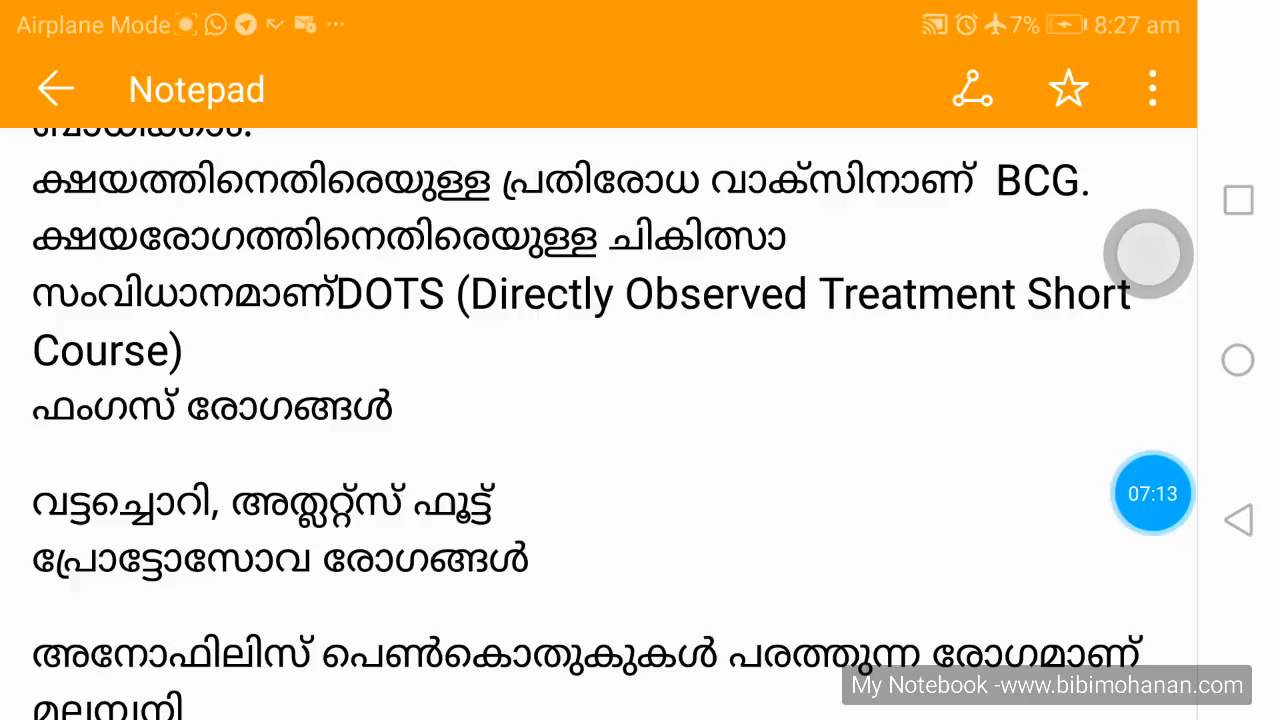 Airplane Mode 7% 8:27 am
Notepad
ബാധിക്കാം.
ക്ഷയത്തിനെതിരെയുള്ള പ്രതിരോധ വാക്സിനാണ് BCG.
ക്ഷയരോഗത്തിനെതിരെയുള്ള ചികിത്സാ
സംവിധാനമാണ്DOTS (Directly Observed Treatment Short
Course)
ഫംഗസ് രോഗങ്ങൾ
വട്ടച്ചൊറി, അത്ലറ്റ്സ് ഫൂട്ട്
07:13
പ്രോട്ടോസോവ രോഗങ്ങൾ
അനോഫിലിസ് പെൺകൊതുകുകൾ പരത്തുന്ന രോഗമാണ്
മലമ്പനി
My Notebook -www.bibimohanan.com